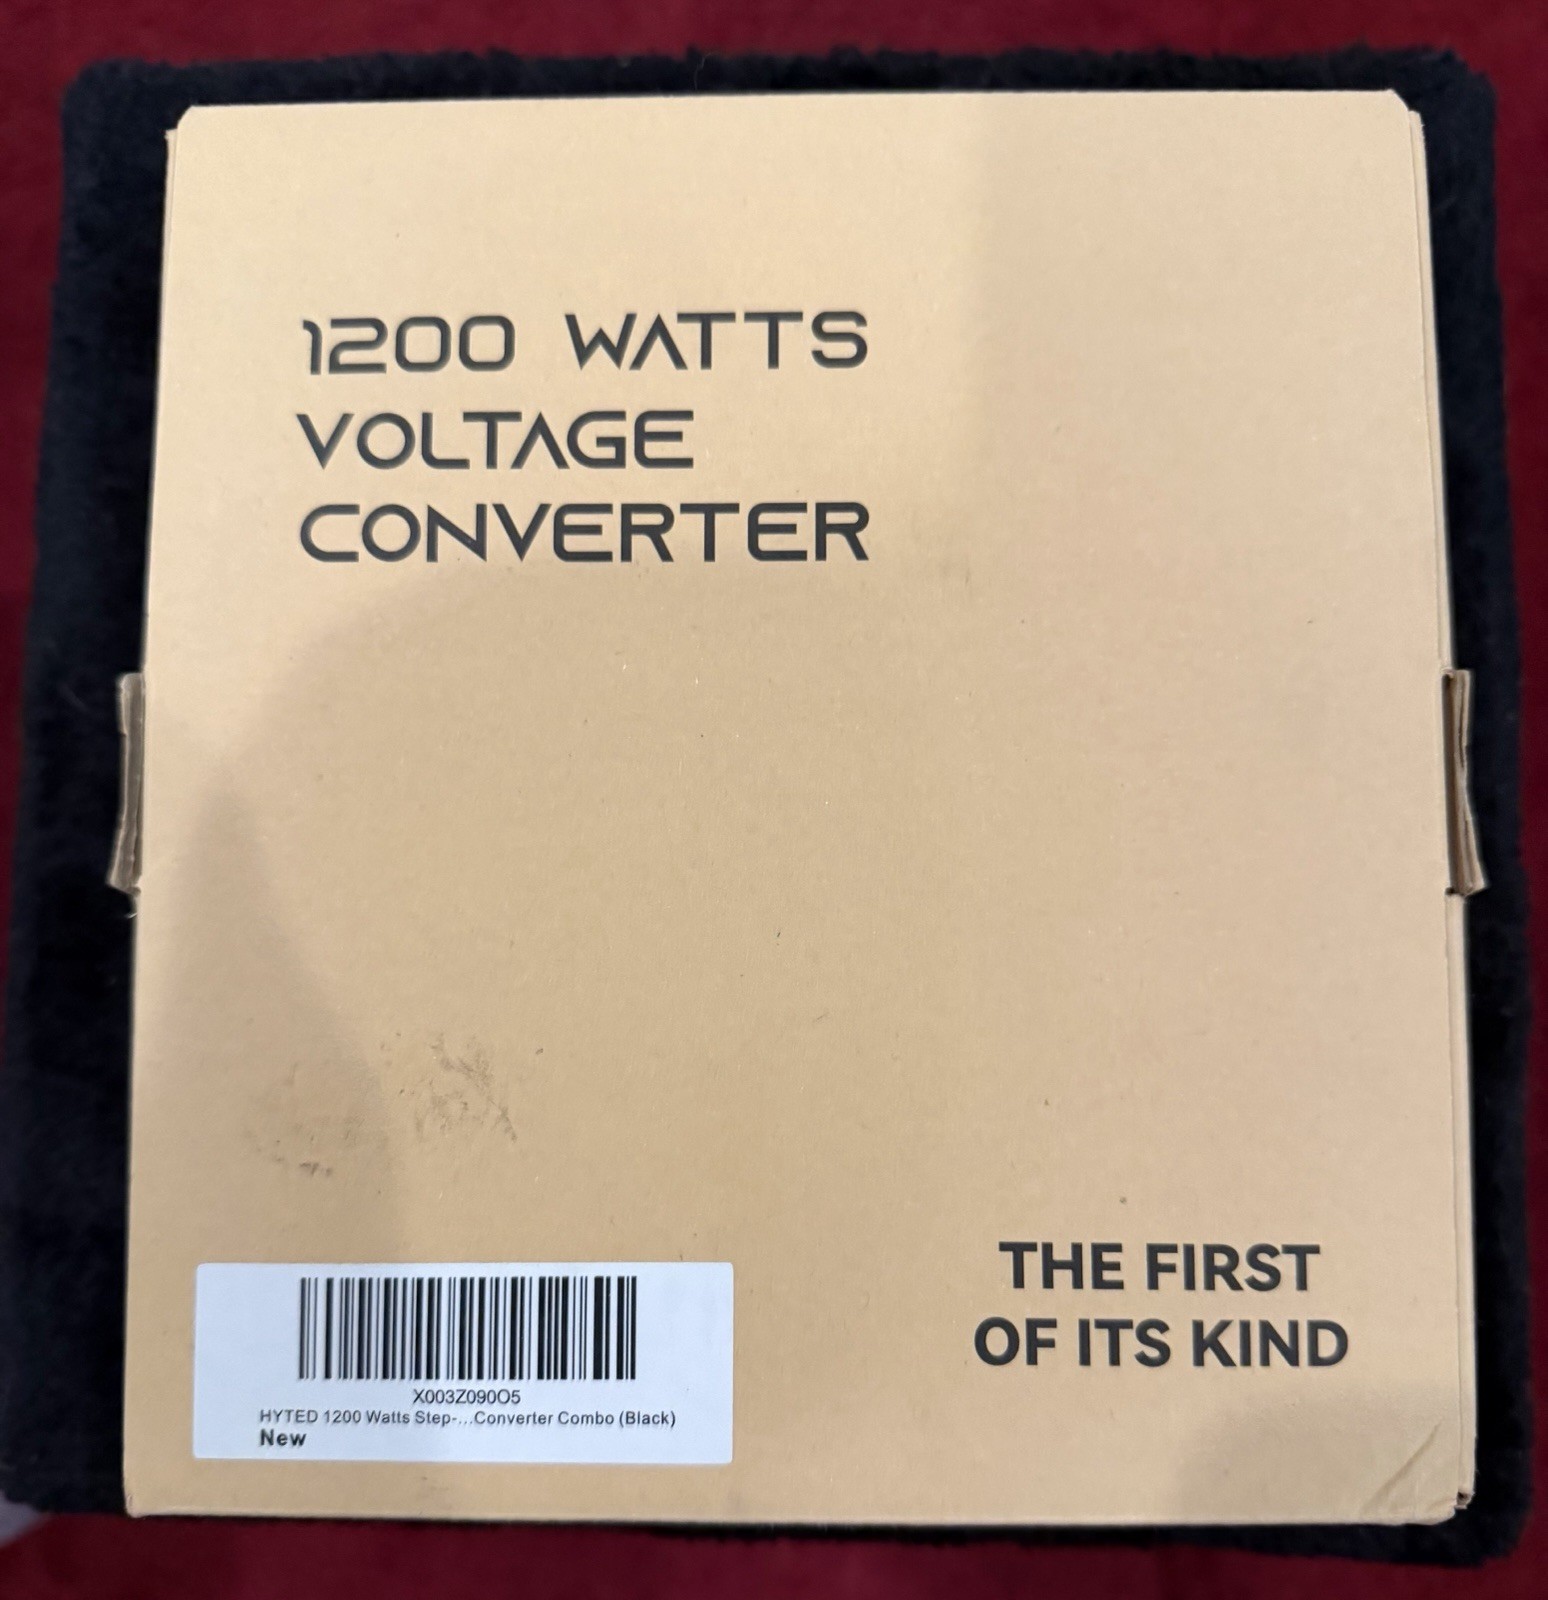 1200 WATTS
VOLTAGE
CONVERTER
THE FIRST
OF ITS KIND
X003Z090O5
HYTED 1200 Watts Step-...Converter Combo (Black)
New